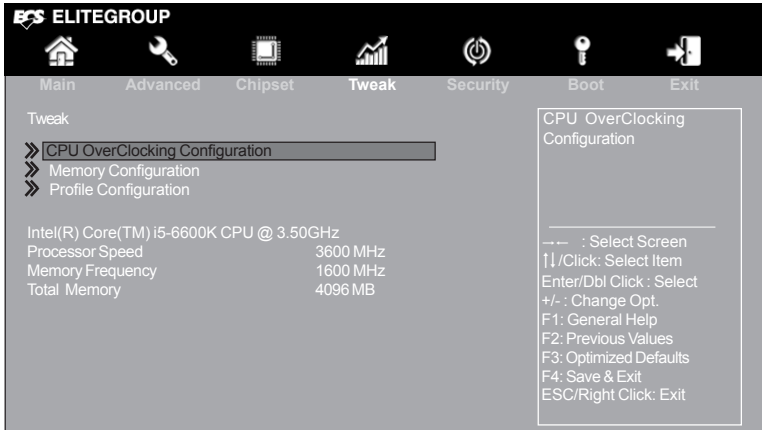 ECS ELITEGROUP
Main Advanced Chipset Tweak Security Boot Exit
Tweak
CPU OverClocking Configuration
Memory Configuration
Profile Configuration
Intel(R) Core(TM) i5-6600K CPU @ 3.50GHz
Processor Speed 3600 MHz
Memory Frequency 1600 MHz
Total Memory 4096 MB
CPU OverClocking
Configuration
→← : Select Screen
↑↓/Click: Select Item
Enter/Dbl Click : Select
+/- : Change Opt.
F1: General Help
F2: Previous Values
F3: Optimized Defaults
F4: Save & Exit
ESC/Right Click: Exit